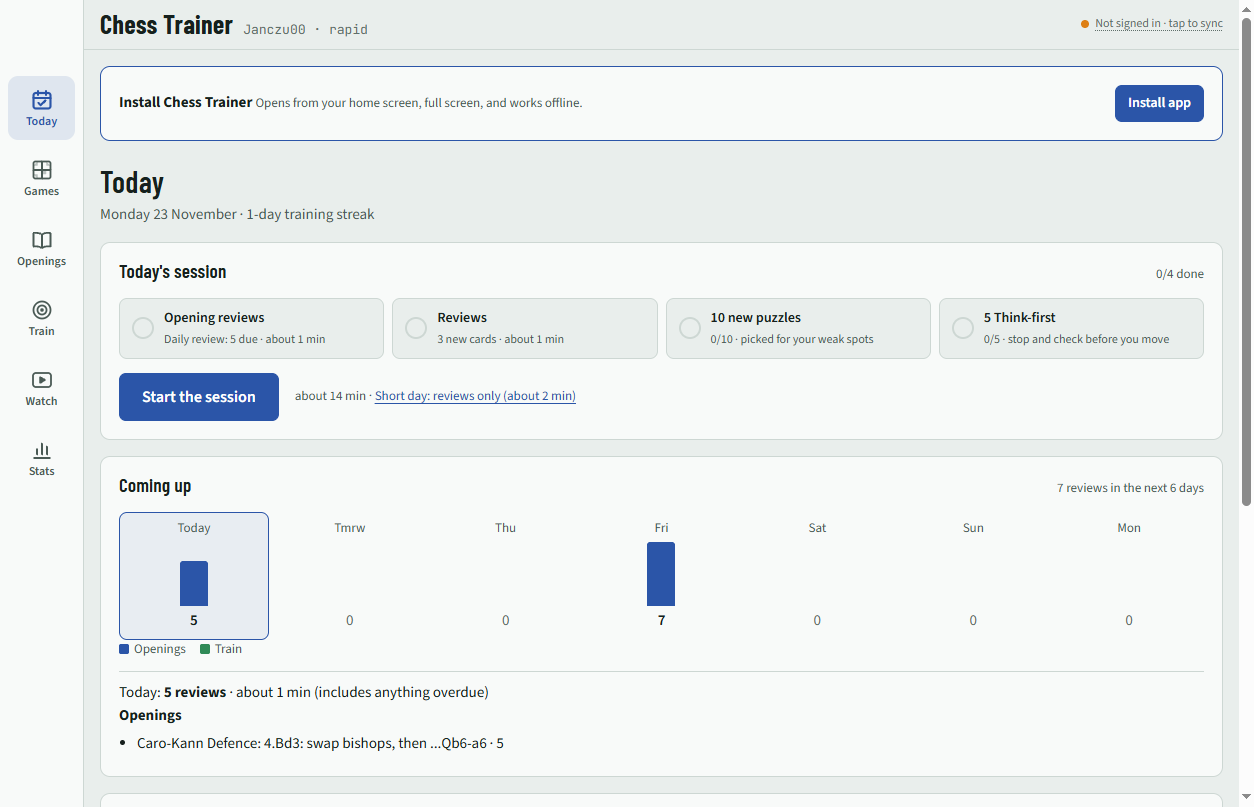 Chess Trainer Janczu00 · rapid
Not signed in · tap to sync
Today
Games
Openings
Train
Watch
Stats
Install Chess Trainer Opens from your home screen, full screen, and works offline.
Install app
Today
Monday 23 November · 1-day training streak
Today's session
0/4 done
Opening reviews
Daily review: 5 due · about 1 min
Reviews
3 new cards · about 1 min
10 new puzzles
0/10 · picked for your weak spots
5 Think-first
0/5 · stop and check before you move
Start the session
about 14 min · Short day: reviews only (about 2 min)
Coming up
7 reviews in the next 6 days
Today
Tmrw
Thu
Fri
Sat
Sun
Mon
5
0
0
7
0
0
0
Openings
Train
Today: 5 reviews · about 1 min (includes anything overdue)
Openings
• Caro-Kann Defence: 4.Bd3: swap bishops, then ...Qb6-a6 · 5